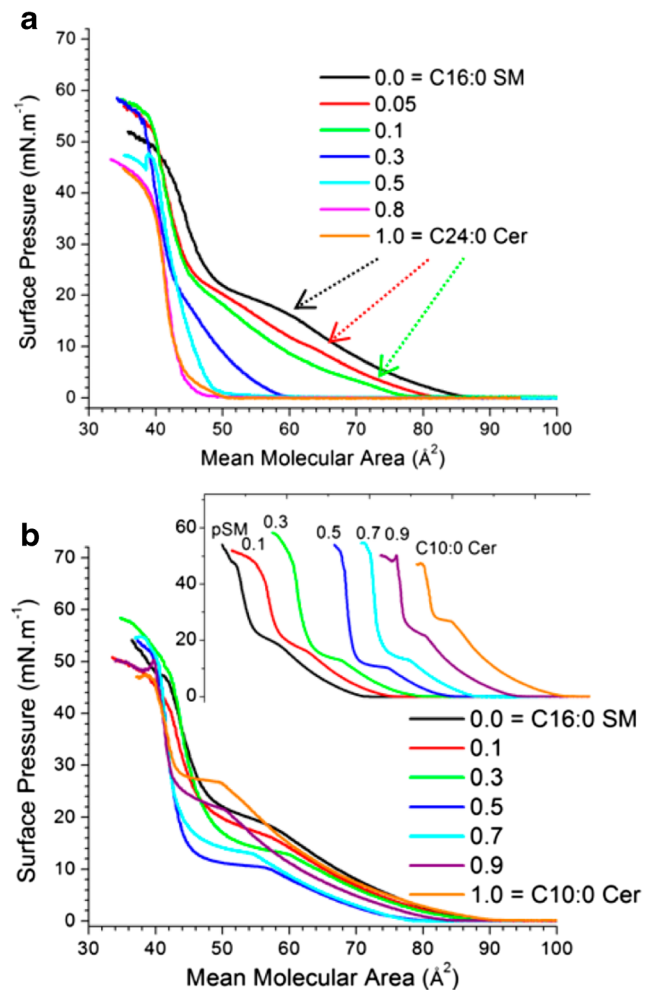 a
70
60
50
40
30
20
10
0
Surface Pressure (mN.m-1)
0.0 = C16:0 SM
0.05
0.1
0.3
0.5
0.8
1.0 = C24:0 Cer
30 40 50 60 70 80 90 100
Mean Molecular Area (Å2)
b
60
40
20
0
pSM
0.1
0.3
0.5
0.7
0.9
C10:0 Cer
70
60
50
40
30
20
10
0
Surface Pressure (mN.m-1)
0.0 = C16:0 SM
0.1
0.3
0.5
0.7
0.9
1.0 = C10:0 Cer
30 40 50 60 70 80 90 100
Mean Molecular Area (Å2)